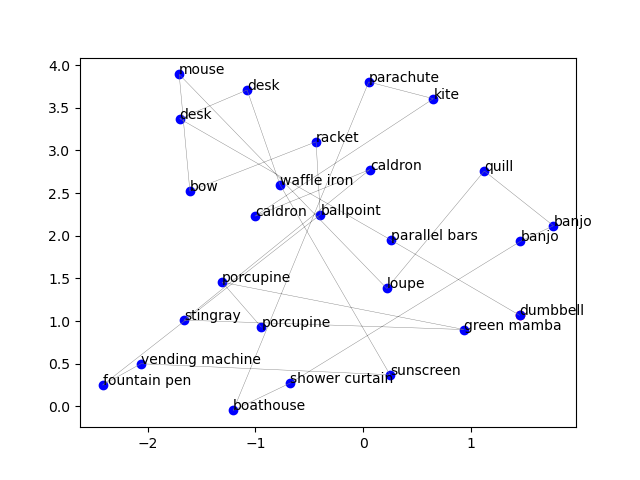 4.0
mouse
desk
parachute
3.5
kite
desk
racket
3.0
caldron
quill
waffle iron
2.5
bow
caldron
ballpoint
banjo
2.0
parallel bars
banjo
1.5
porcupine
loupe
dumbbell
1.0
stingray
porcupine
green mamba
0.5
vending machine
sunscreen
fountain pen
shower curtain
0.0
boathouse
−2 −1 0 1